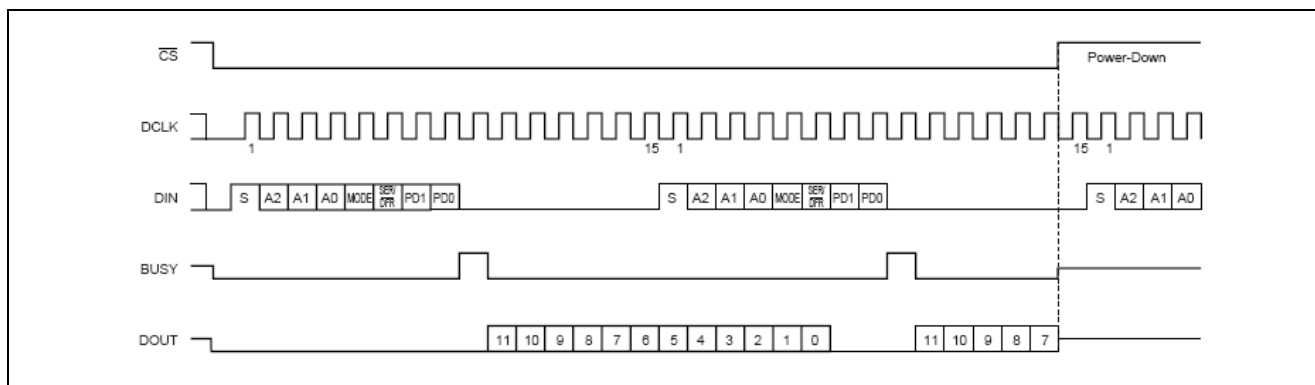 CS Power-Down
DCLK
1 15 1 15 1
DIN S A2 A1 A0 MODE SER/DFR PD1 PD0 S A2 A1 A0 MODE SER/DFR PD1 PD0 S A2 A1 A0
BUSY
DOUT 11 10 9 8 7 6 5 4 3 2 1 0 11 10 9 8 7